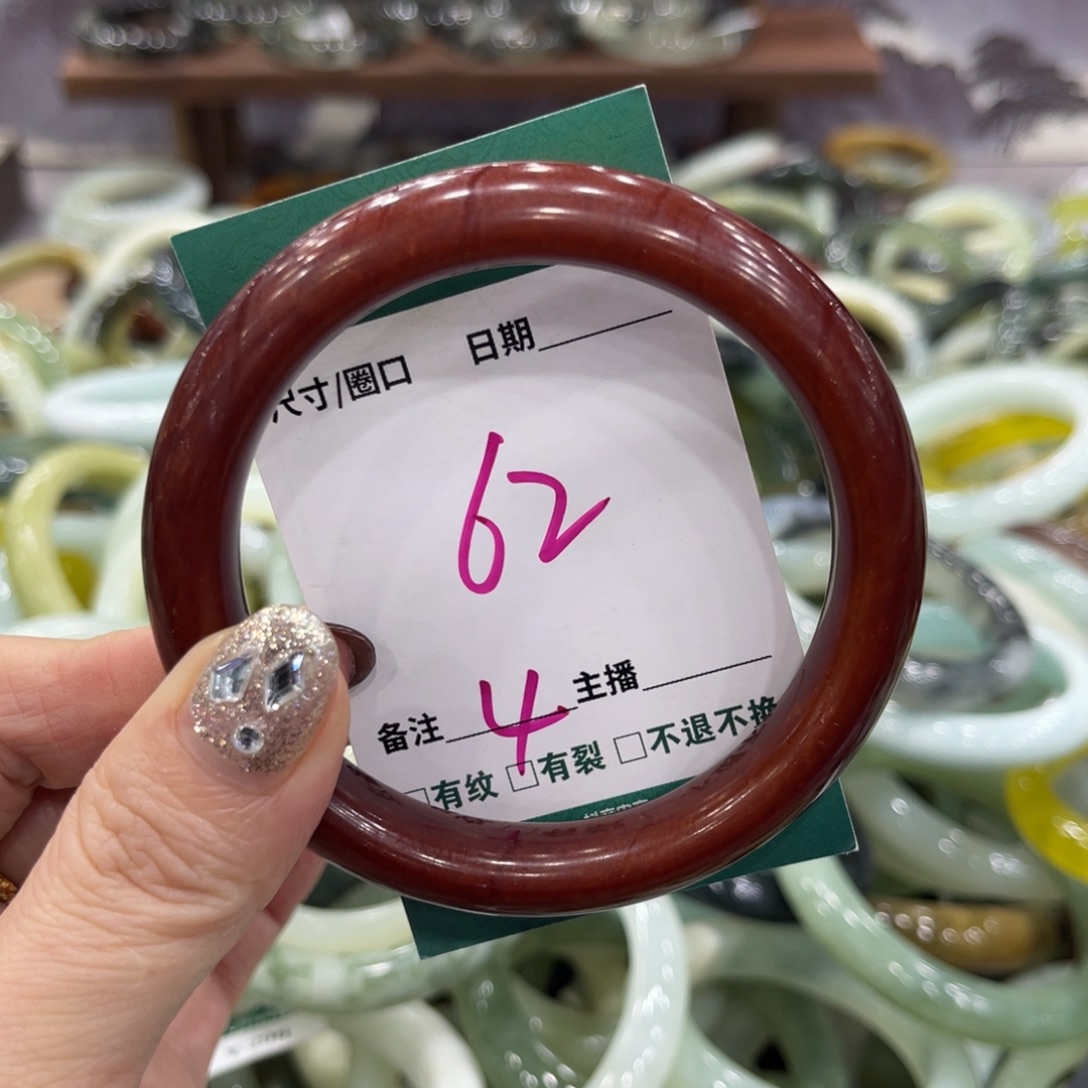 尺寸/圈口 日期
62
4
备注 主播
□有纹 □有裂 □不退不换